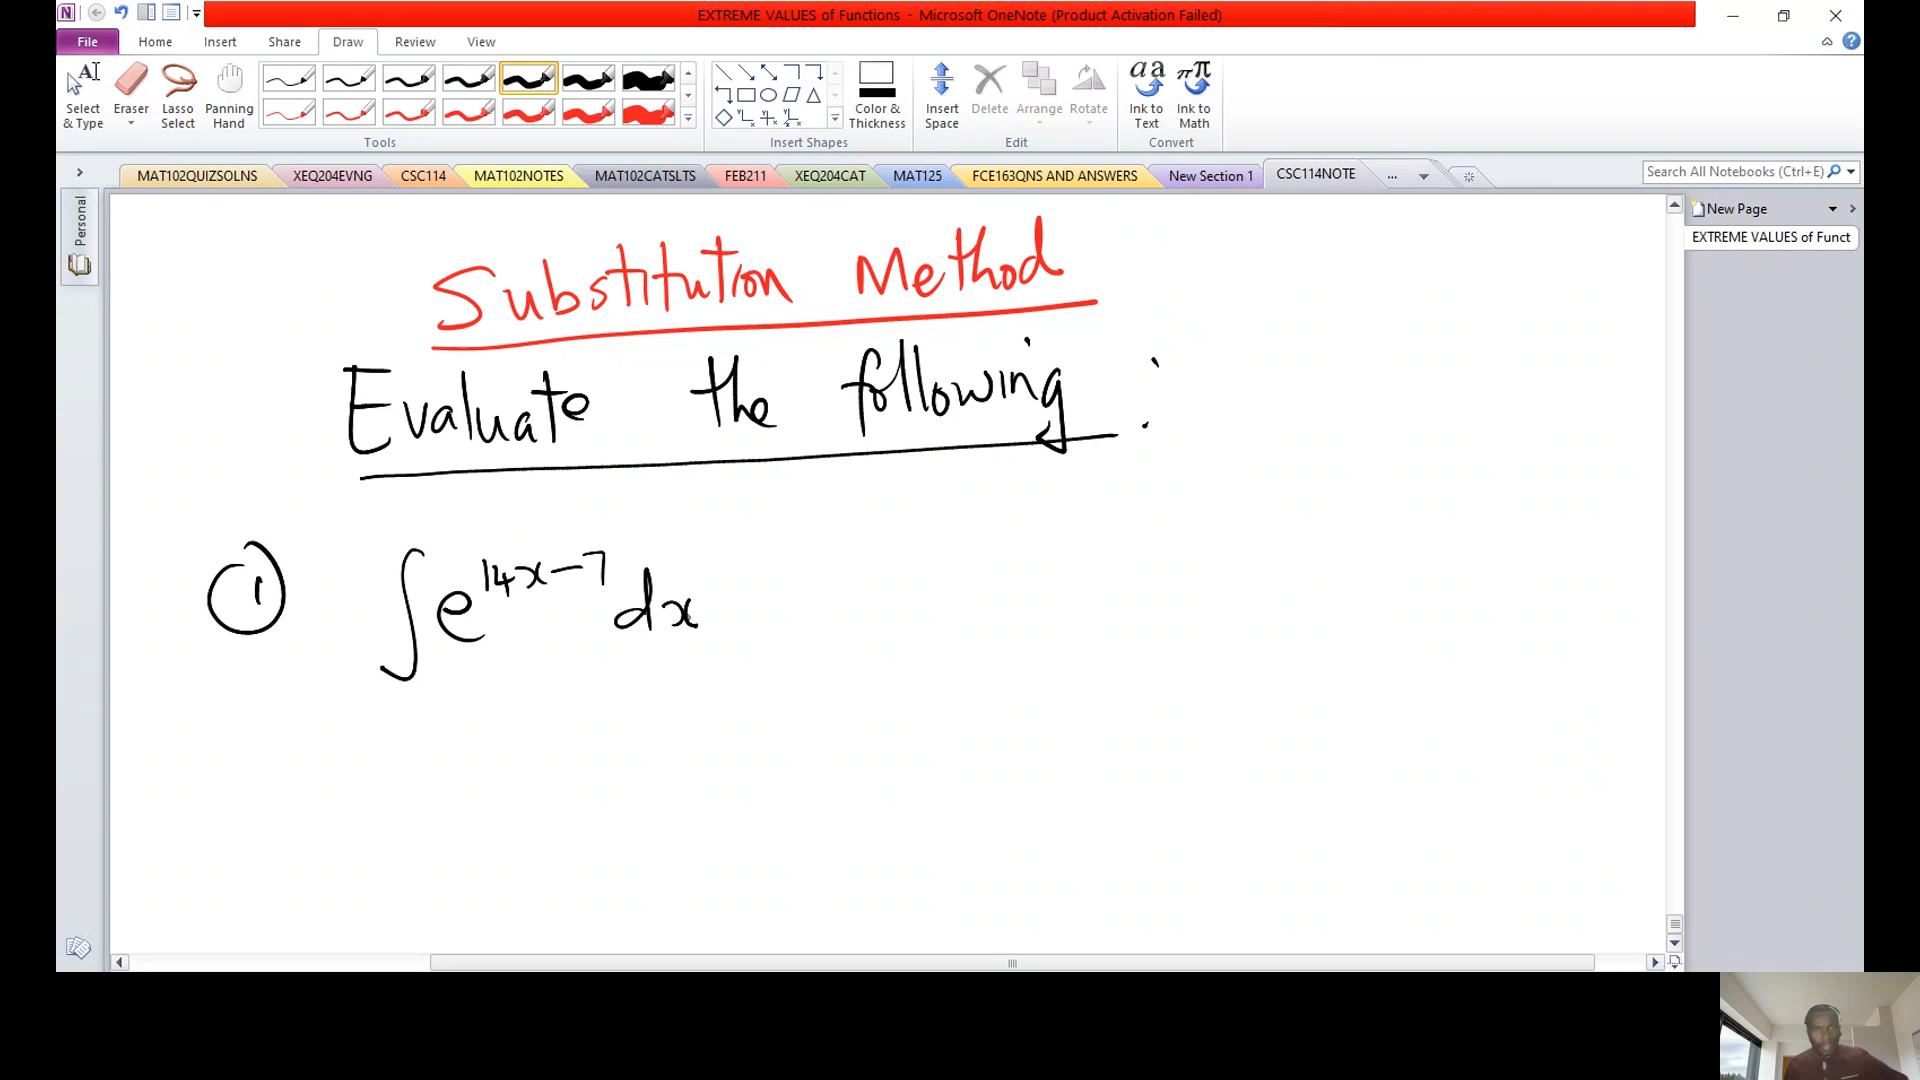 EXTREME VALUES of Functions - Microsoft OneNote (Product Activation Failed)
File Home Insert Share Draw Review View
Select & Type
Eraser
Lasso Select
Panning Hand
Tools
Insert Shapes
Color & Thickness
Insert Space
Delete
Arrange
Rotate
Edit
Ink to Text
Ink to Math
Convert
MAT102QUIZSOLNS XEQ204EVNG CSC114 MAT102NOTES MAT102CATSLTS FEB211 XEQ204CAT MAT125 FCE163QNS AND ANSWERS New Section 1 CSC114NOTE ...
Search All Notebooks (Ctrl+E)
Personal
New Page
EXTREME VALUES of Funct
Substitution Method
Evaluate the following :
① ∫e^{14x-7} dx